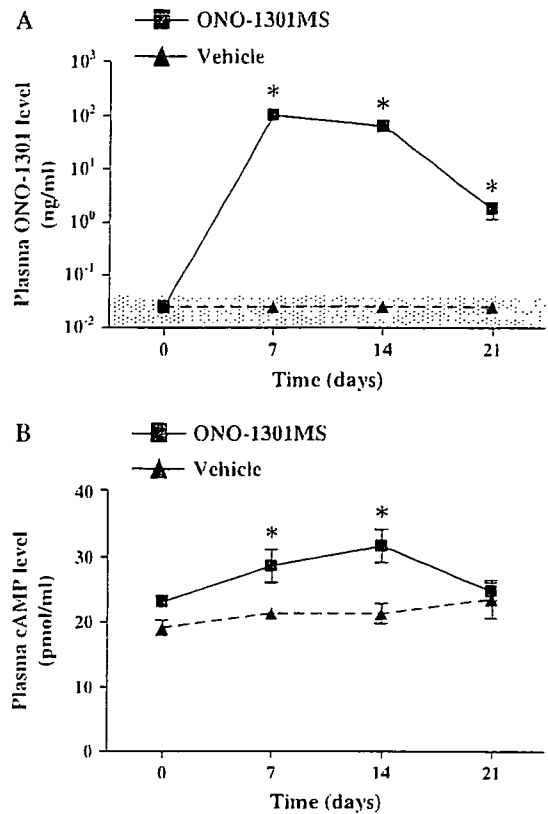 A
ONO-1301MS
Vehicle
Plasma ONO-1301 level
(ng/ml)
10³
10²
10¹
10⁰
10⁻¹
10⁻²
*
*
*
0
7
14
21
Time (days)
B
ONO-1301MS
Vehicle
Plasma cAMP level
(pmol/ml)
40
30
20
10
0
*
*
0
7
14
21
Time (days)